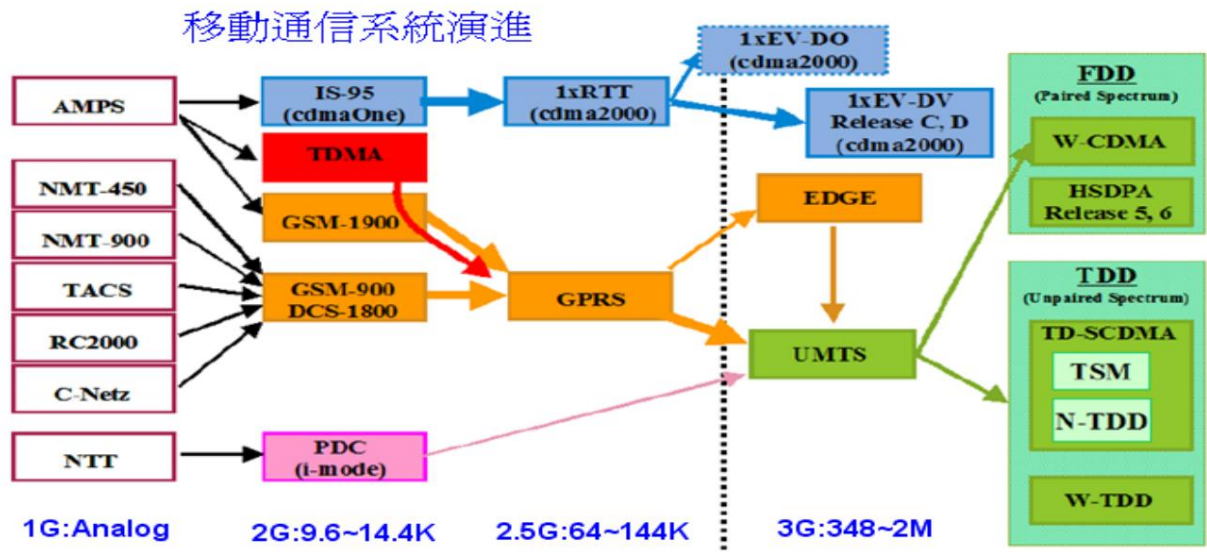 移動通信系統演進
AMPS
NMT-450
NMT-900
TACS
RC2000
C-Netz
NTT
1G:Analog
IS-95
(cdmaOne)
TDMA
GSM-1900
GSM-900
DCS-1800
PDC
(i-mode)
2G:9.6~14.4K
1xRTT
(cdma2000)
GPRS
2.5G:64~144K
1xEV-DO
(cdma2000)
1xEV-DV
Release C, D
(cdma2000)
EDGE
UMTS
3G:348~2M
FDD
(Paired Spectrum)
W-CDMA
HSDPA
Release 5, 6
TDD
(Unpaired Spectrum)
TD-SCDMA
TSM
N-TDD
W-TDD